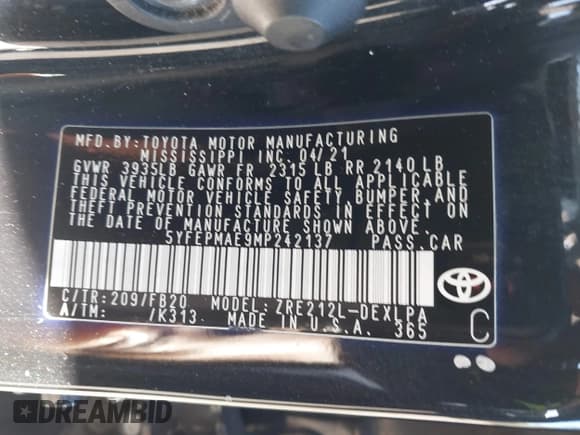 MFD.BY:TOYOTA MOTOR MANUFACTURING
MISSISSIPPI INC. 04/21
GVWR 3935LB GAWR FR 2315 LB RR 2140 LB
THIS VEHICLE CONFORMS TO ALL APPLICABLE
FEDERAL MOTOR VEHICLE SAFETY,BUMPER,AND
THEFT PREVENTION STANDARDS IN EFFECT ON
THE DATE OF MANUFACTURE SHOWN ABOVE.
5YFEPMAE9MP242137 PASS.CAR
C/TR:209/FB20 MODEL:ZRE212L-DEXLPA
A/TM: /K313 MADE IN U.S.A. 365
C
DREAMBID